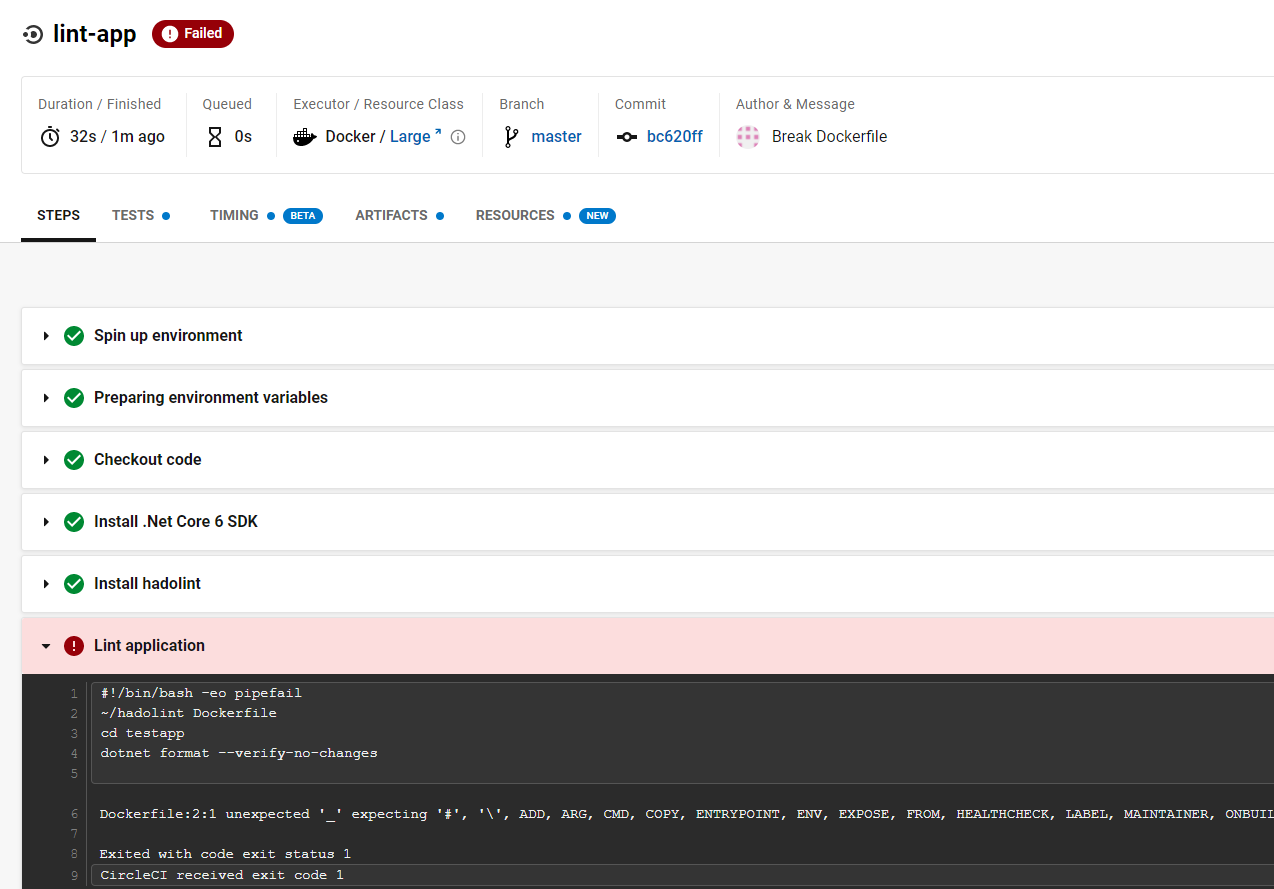 lint-app Failed
Duration / Finished Queued Executor / Resource Class Branch Commit Author & Message
32s / 1m ago 0s Docker / Large master bc620ff Break Dockerfile
STEPS TESTS TIMING BETA ARTIFACTS RESOURCES NEW
Spin up environment
Preparing environment variables
Checkout code
Install .Net Core 6 SDK
Install hadolint
Lint application
1 #!/bin/bash -eo pipefail
2 ~/hadolint Dockerfile
3 cd testapp
4 dotnet format --verify-no-changes
5
6 Dockerfile:2:1 unexpected '_' expecting '#', '\', ADD, ARG, CMD, COPY, ENTRYPOINT, ENV, EXPOSE, FROM, HEALTHCHECK, LABEL, MAINTAINER, ONBUIL
7
8 Exited with code exit status 1
9 CircleCI received exit code 1